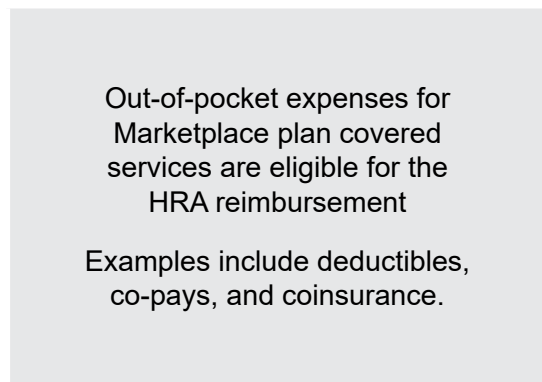 Out-of-pocket expenses for
Marketplace plan covered
services are eligible for the
HRA reimbursement
Examples include deductibles,
co-pays, and coinsurance.